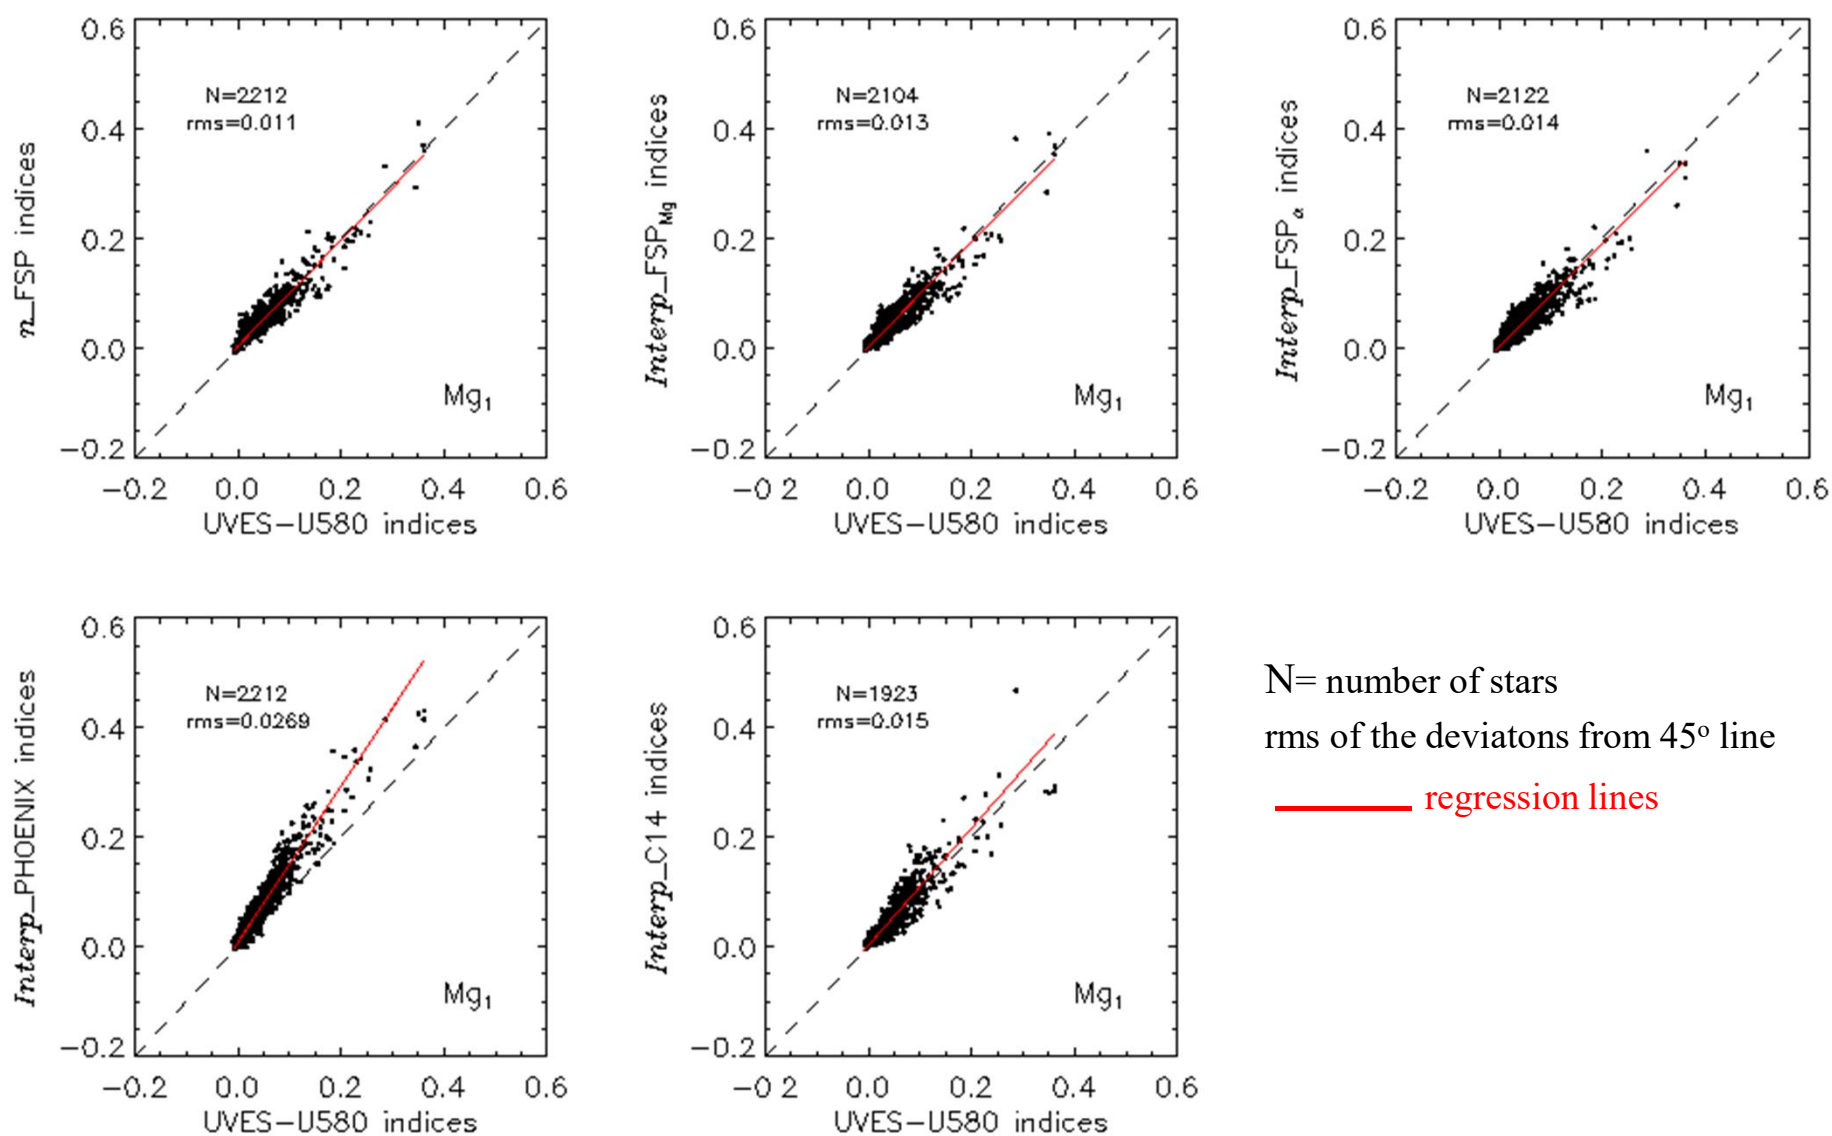 0.6
0.4
0.2
0.0
−0.2
n_FSP indices
N=2212
rms=0.011
Mg₁
−0.2 0.0 0.2 0.4 0.6
UVES−U580 indices
0.6
0.4
0.2
0.0
−0.2
Interp_FSP_Mg indices
N=2104
rms=0.013
Mg₁
−0.2 0.0 0.2 0.4 0.6
UVES−U580 indices
0.6
0.4
0.2
0.0
−0.2
Interp_FSP_α indices
N=2122
rms=0.014
Mg₁
−0.2 0.0 0.2 0.4 0.6
UVES−U580 indices
0.6
0.4
0.2
0.0
−0.2
Interp_PHOENIX indices
N=2212
rms=0.0269
Mg₁
−0.2 0.0 0.2 0.4 0.6
UVES−U580 indices
0.6
0.4
0.2
0.0
−0.2
Interp_C14 indices
N=1923
rms=0.015
Mg₁
−0.2 0.0 0.2 0.4 0.6
UVES−U580 indices
N= number of stars
rms of the deviatons from 45º line
regression lines